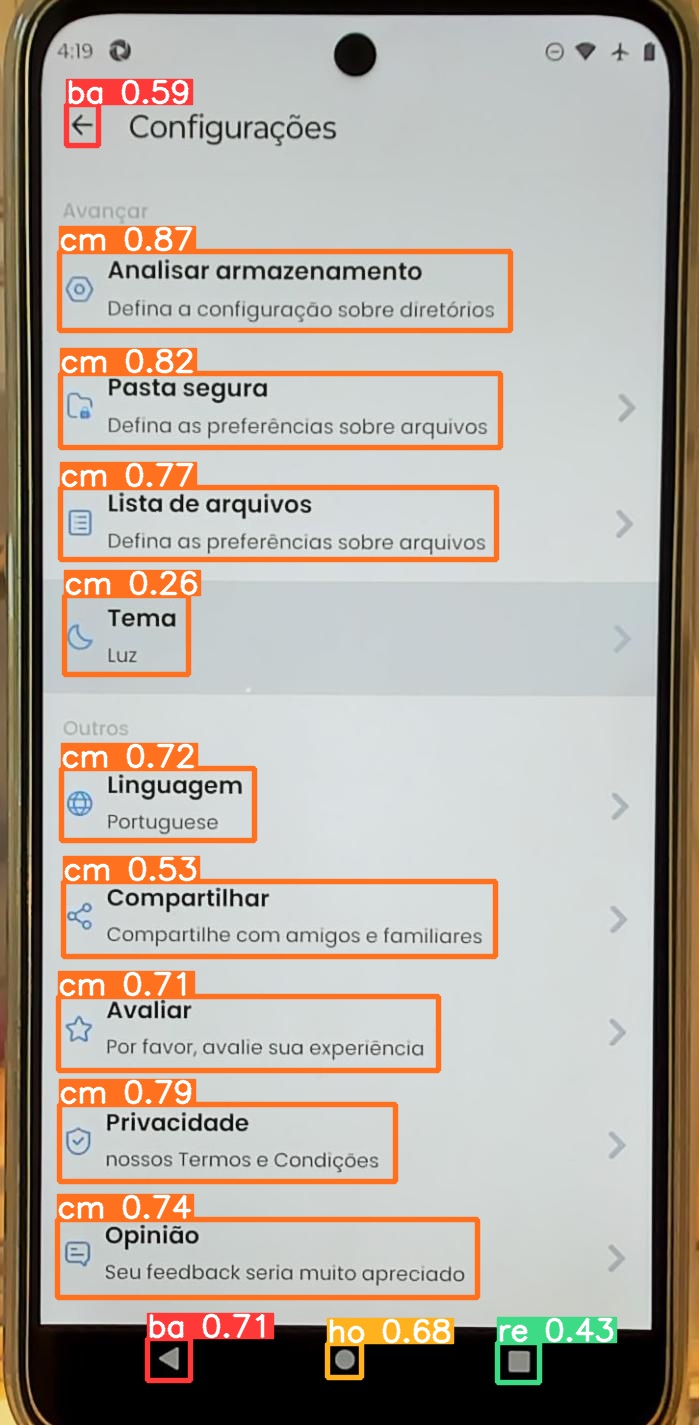 4:19
ba 0.59
Configurações
Avançar
cm 0.87
Analisar armazenamento
Defina a configuração sobre diretórios
cm 0.82
Pasta segura
Defina as preferências sobre arquivos
cm 0.77
Lista de arquivos
Defina as preferências sobre arquivos
cm 0.26
Tema
Luz
Outros
cm 0.72
Linguagem
Portuguese
cm 0.53
Compartilhar
Compartilhe com amigos e familiares
cm 0.71
Avaliar
Por favor, avalie sua experiência
cm 0.79
Privacidade
nossos Termos e Condições
cm 0.74
Opinião
Seu feedback seria muito apreciado
ba 0.71 ho 0.68 re 0.43